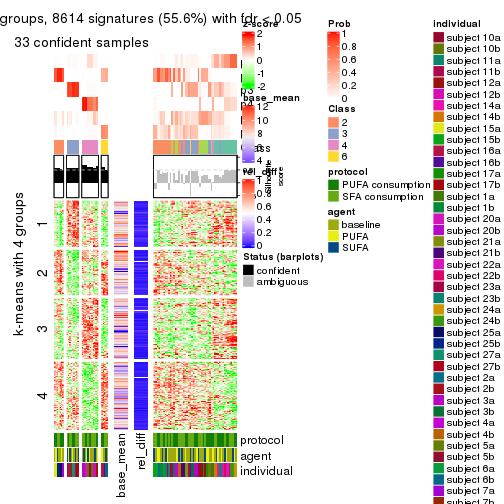 groups, 8614 signatures (55.6%) with fdr < 0.05
33 confident samples
k-means with 4 groups
1
2
3
4
base_mean
rel_diff
protocol
agent
individual
z-score
2
1
0
-1
-2
base_mean
12
10
8
6
4
rel_diff
1
0.8
0.6
0.4
0.2
0
Status (barplots)
confident
ambiguous
Prob
1
0.8
0.6
0.4
0.2
0
Class
2
3
4
6
protocol
PUFA consumption
SFA consumption
agent
baseline
PUFA
SUFA
individual
subject 10a
subject 10b
subject 11a
subject 11b
subject 12a
subject 12b
subject 14a
subject 14b
subject 15a
subject 15b
subject 16a
subject 16b
subject 17a
subject 17b
subject 1a
subject 1b
subject 20a
subject 20b
subject 21a
subject 21b
subject 22a
subject 22b
subject 23a
subject 23b
subject 24a
subject 24b
subject 25a
subject 25b
subject 27a
subject 27b
subject 2a
subject 2b
subject 3a
subject 3b
subject 4a
subject 4b
subject 5a
subject 5b
subject 6a
subject 6b
subject 7a
subject 7b